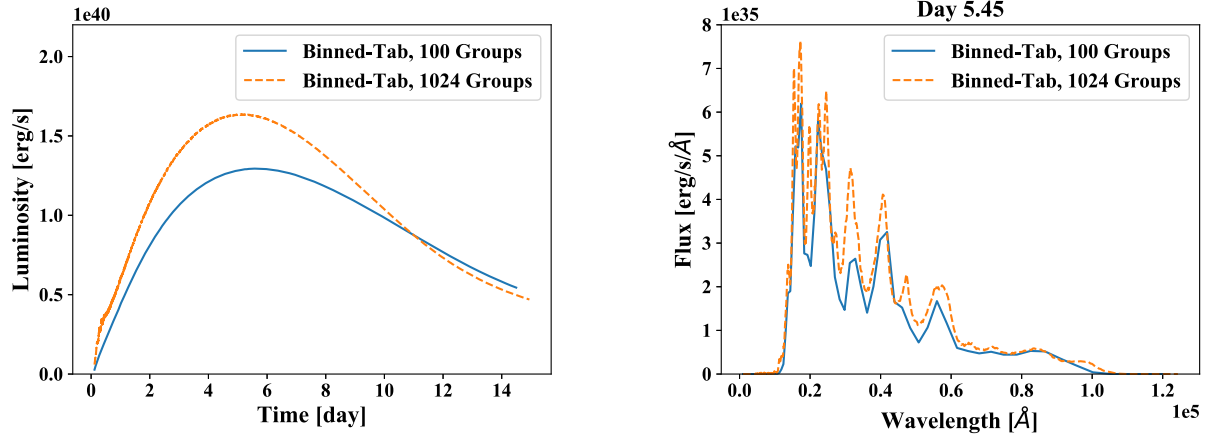 1e40
Binned-Tab, 100 Groups
Binned-Tab, 1024 Groups
2.0
1.5
1.0
0.5
0.0
Luminosity [erg/s]
0 2 4 6 8 10 12 14
Time [day]
Day 5.45
1e35
Binned-Tab, 100 Groups
Binned-Tab, 1024 Groups
8
7
6
5
4
3
2
1
0
Flux [erg/s/Å]
0.0 0.2 0.4 0.6 0.8 1.0 1.2
1e5
Wavelength [Å]